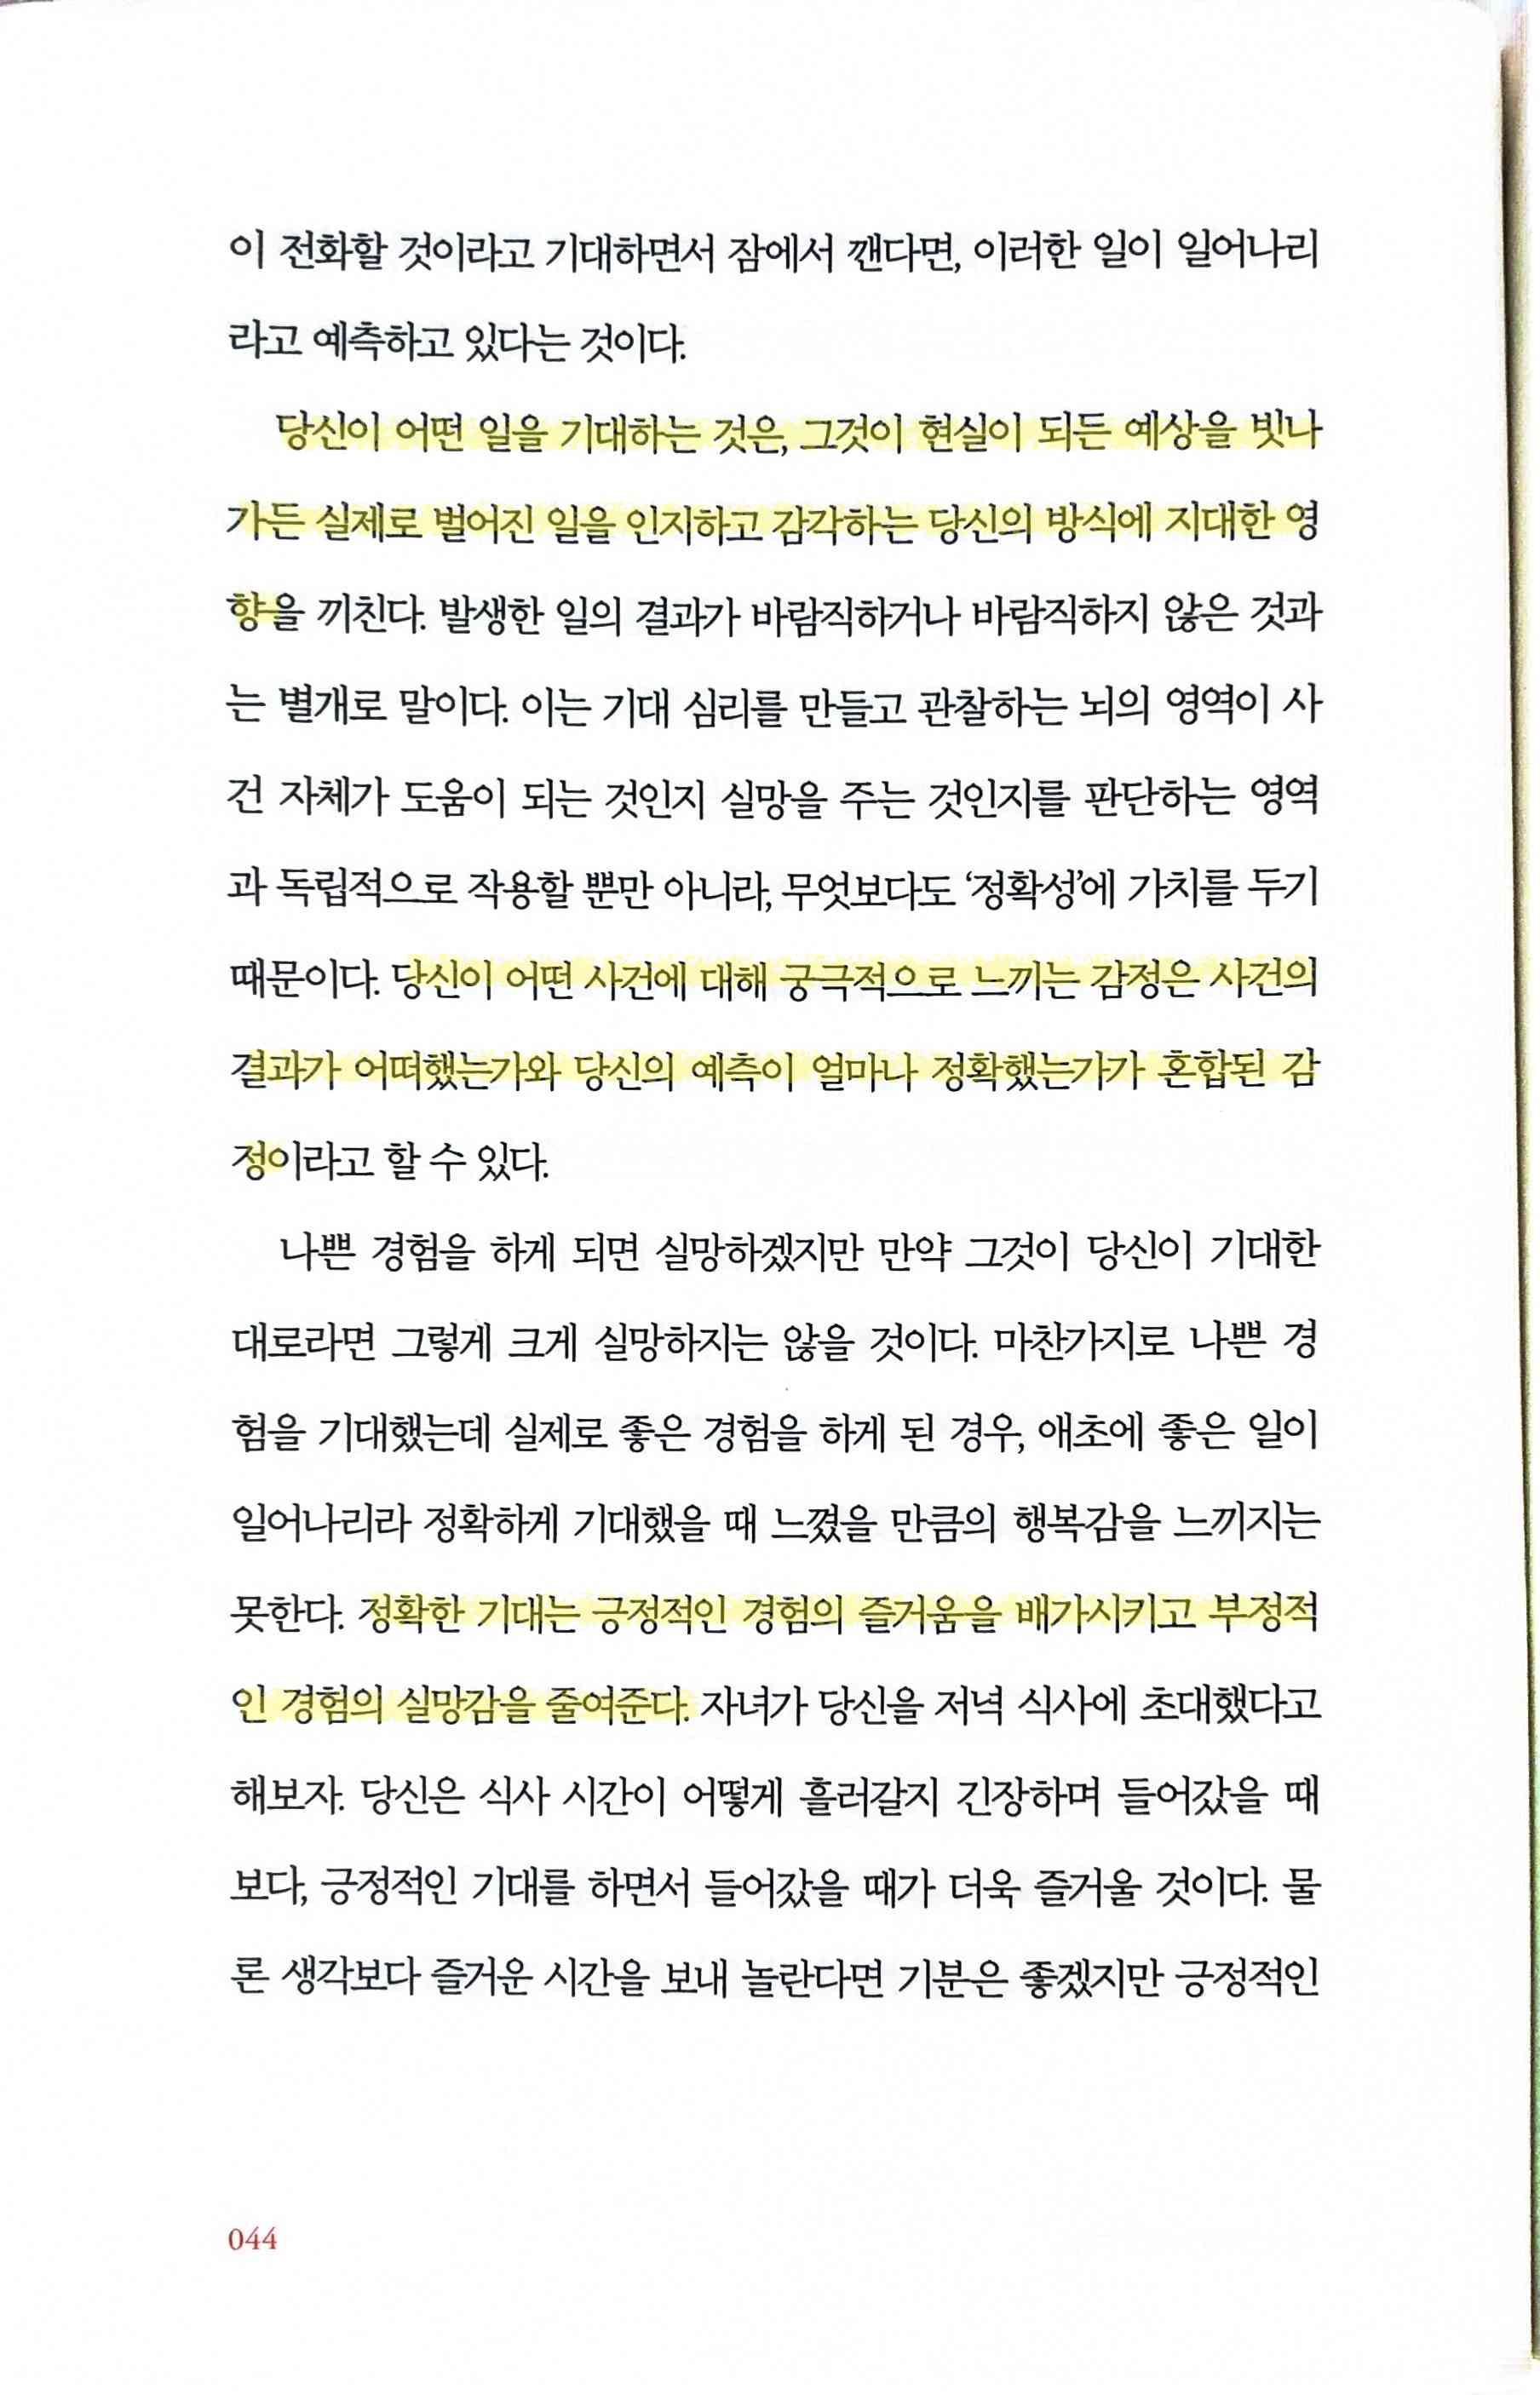 이 전화할 것이라고 기대하면서 잠에서 깬다면, 이러한 일이 일어나리
라고 예측하고 있다는 것이다.
당신이 어떤 일을 기대하는 것은, 그것이 현실이 되든 예상을 빗나
가든 실제로 벌어진 일을 인지하고 감각하는 당신의 방식에 지대한 영
향을 끼친다. 발생한 일의 결과가 바람직하거나 바람직하지 않은 것과
는 별개로 말이다. 이는 기대 심리를 만들고 관찰하는 뇌의 영역이 사
건 자체가 도움이 되는 것인지 실망을 주는 것인지를 판단하는 영역
과 독립적으로 작용할 뿐만 아니라, 무엇보다도 ‘정확성’에 가치를 두기
때문이다. 당신이 어떤 사건에 대해 궁극적으로 느끼는 감정은 사건의
결과가 어떠했는가와 당신의 예측이 얼마나 정확했는가가 혼합된 감
정이라고 할 수 있다.
나쁜 경험을 하게 되면 실망하겠지만 만약 그것이 당신이 기대한
대로라면 그렇게 크게 실망하지는 않을 것이다. 마찬가지로 나쁜 경
험을 기대했는데 실제로 좋은 경험을 하게 된 경우, 애초에 좋은 일이
일어나리라 정확하게 기대했을 때 느꼈을 만큼의 행복감을 느끼지는
못한다. 정확한 기대는 긍정적인 경험의 즐거움을 배가시키고 부정적
인 경험의 실망감을 줄여준다. 자녀가 당신을 저녁 식사에 초대했다고
해보자. 당신은 식사 시간이 어떻게 흘러갈지 긴장하며 들어갔을 때
보다, 긍정적인 기대를 하면서 들어갔을 때가 더욱 즐거울 것이다. 물
론 생각보다 즐거운 시간을 보내 놀란다면 기분은 좋겠지만 긍정적인
044